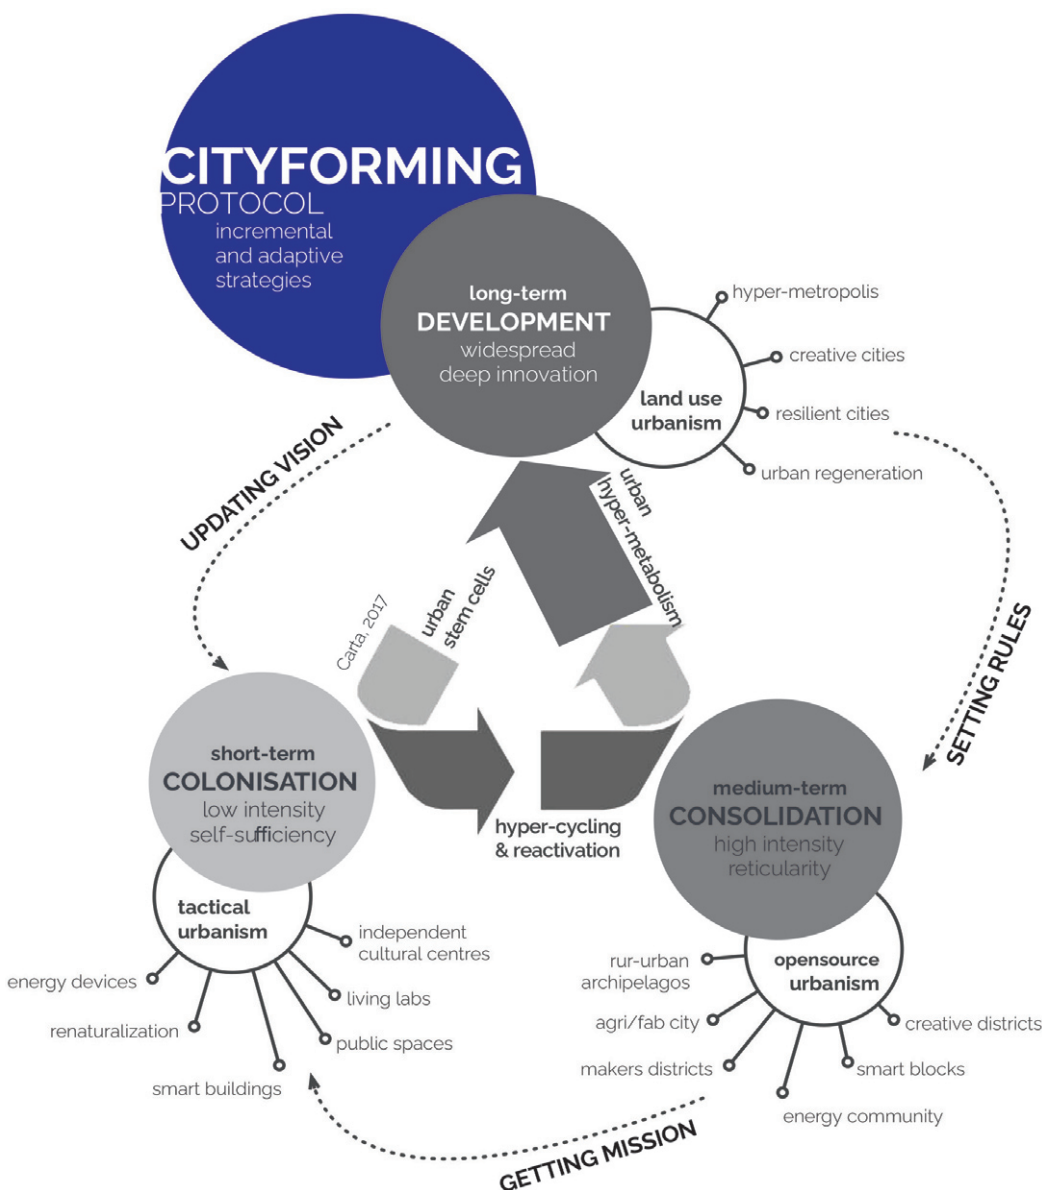 CITYFORMING
PROTOCOL
incremental
and adaptive
strategies
long-term
DEVELOPMENT
widespread
deep innovation
land use
urbanism
hyper-metropolis
creative cities
resilient cities
urban regeneration
UPDATING VISION
SETTING RULES
urban
hyper-metabolism
urban
stem cells
Carta, 2017
short-term
COLONISATION
low intensity
self-sufficiency
hyper-cycling
& reactivation
medium-term
CONSOLIDATION
high intensity
reticularity
tactical
urbanism
independent
cultural centres
energy devices
living labs
renaturalization
public spaces
smart buildings
opensource
urbanism
rur-urban
archipelagos
agri/fab city
creative districts
makers districts
smart blocks
energy community
GETTING MISSION